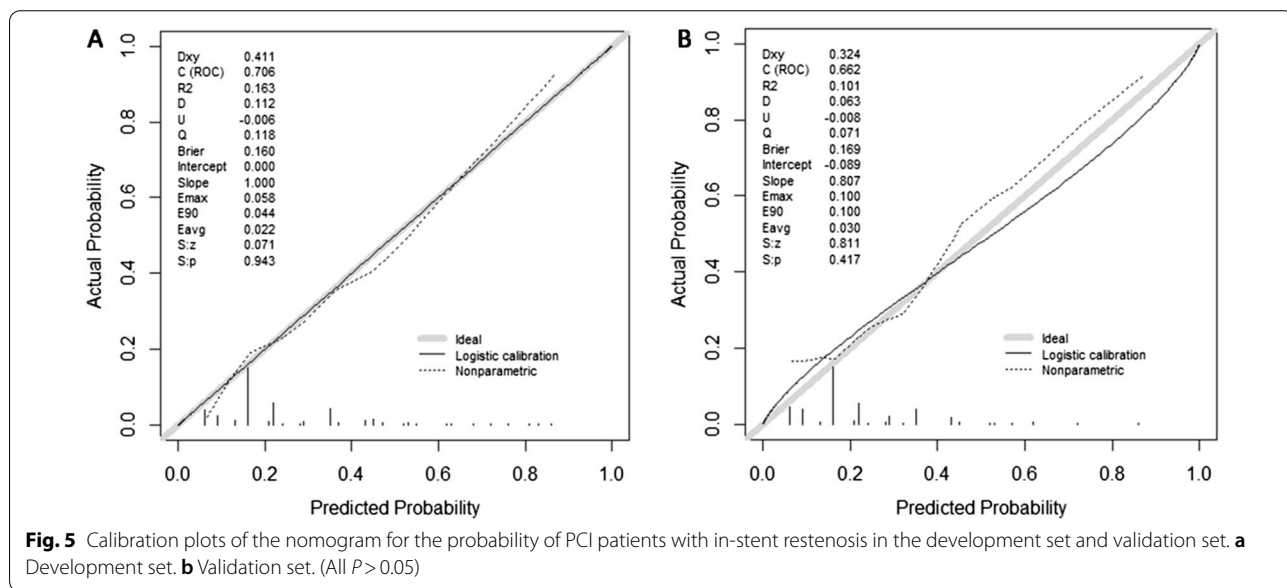 A
Dxy 0.411
C (ROC) 0.706
R2 0.163
D 0.112
U -0.006
Q 0.118
Brier 0.160
Intercept 0.000
Slope 1.000
Emax 0.058
E90 0.044
Eavg 0.022
S:z 0.071
S:p 0.943
Actual Probability
1.0
0.8
0.6
0.4
0.2
0.0
Ideal
Logistic calibration
Nonparametric
0.0 0.2 0.4 0.6 0.8 1.0
Predicted Probability
B
Dxy 0.324
C (ROC) 0.662
R2 0.101
D 0.063
U -0.008
Q 0.071
Brier 0.169
Intercept -0.089
Slope 0.807
Emax 0.100
E90 0.100
Eavg 0.030
S:z 0.811
S:p 0.417
Actual Probability
1.0
0.8
0.6
0.4
0.2
0.0
Ideal
Logistic calibration
Nonparametric
0.0 0.2 0.4 0.6 0.8 1.0
Predicted Probability
Fig. 5 Calibration plots of the nomogram for the probability of PCI patients with in-stent restenosis in the development set and validation set. a
Development set. b Validation set. (All P > 0.05)